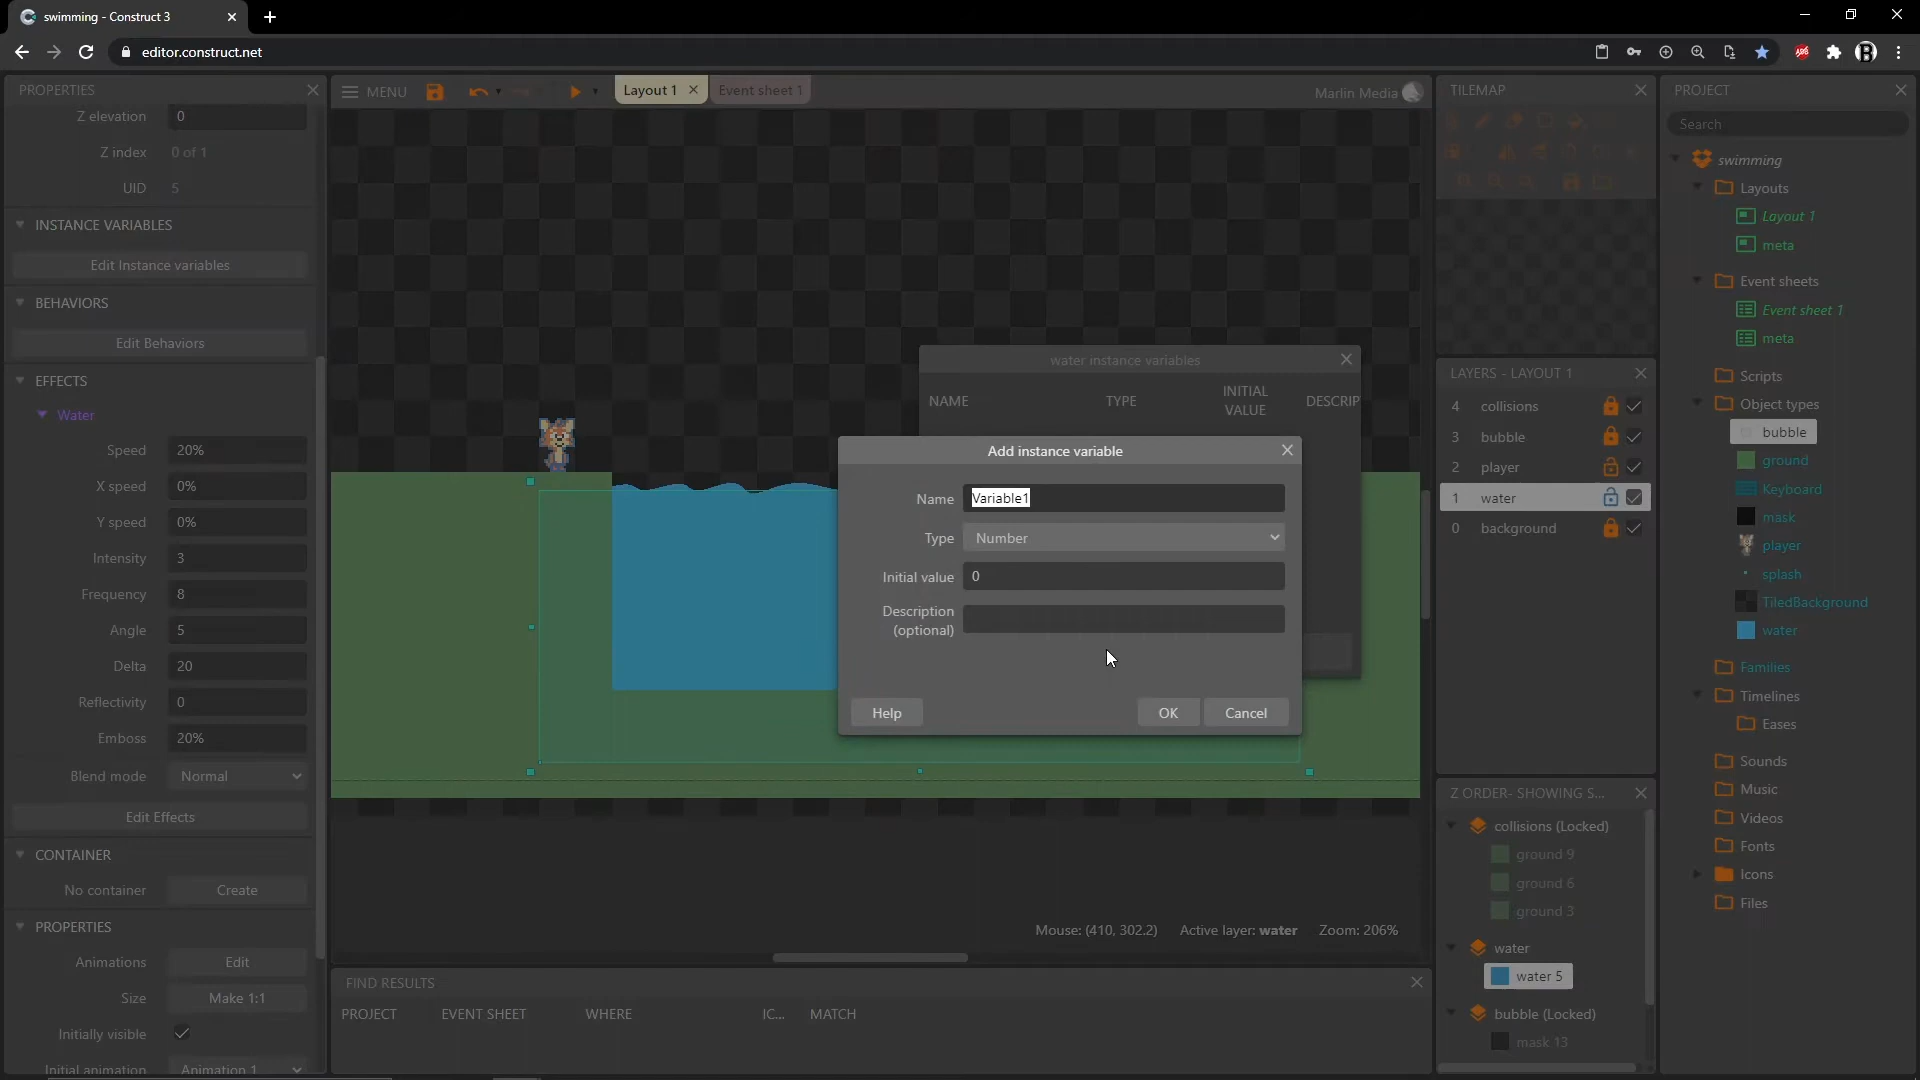 swimming - Construct 3
editor.construct.net
PROPERTIES
Z elevation 0
Z index 0 of 1
UID 5
INSTANCE VARIABLES
Edit Instance variables
BEHAVIORS
Edit Behaviors
EFFECTS
Water
Speed 20%
X speed 0%
Y speed 0%
Intensity 3
Frequency 8
Angle 5
Delta 20
Reflectivity 0
Emboss 20%
Blend mode Normal
Edit Effects
CONTAINER
No container Create
PROPERTIES
Animations Edit
Size Make 1:1
Initially visible
Initial animation Animation 1
MENU
Layout 1
Event sheet 1
Marlin Media
water instance variables
NAME TYPE INITIAL VALUE DESCRIP
Add instance variable
Name Variable1
Type Number
Initial value 0
Description (optional)
Help OK Cancel
Mouse: (410, 302.2) Active layer: water Zoom: 206%
FIND RESULTS
PROJECT EVENT SHEET WHERE IC... MATCH
TILEMAP
LAYERS - LAYOUT 1
4 collisions
3 bubble
2 player
1 water
0 background
Z ORDER- SHOWING S...
collisions (Locked)
ground 9
ground 6
ground 3
water
water 5
bubble (Locked)
mask 13
PROJECT
Search
swimming
Layouts
Layout 1
meta
Event sheets
Event sheet 1
meta
Scripts
Object types
bubble
ground
Keyboard
mask
player
splash
TiledBackground
water
Families
Timelines
Eases
Sounds
Music
Videos
Fonts
Icons
Files